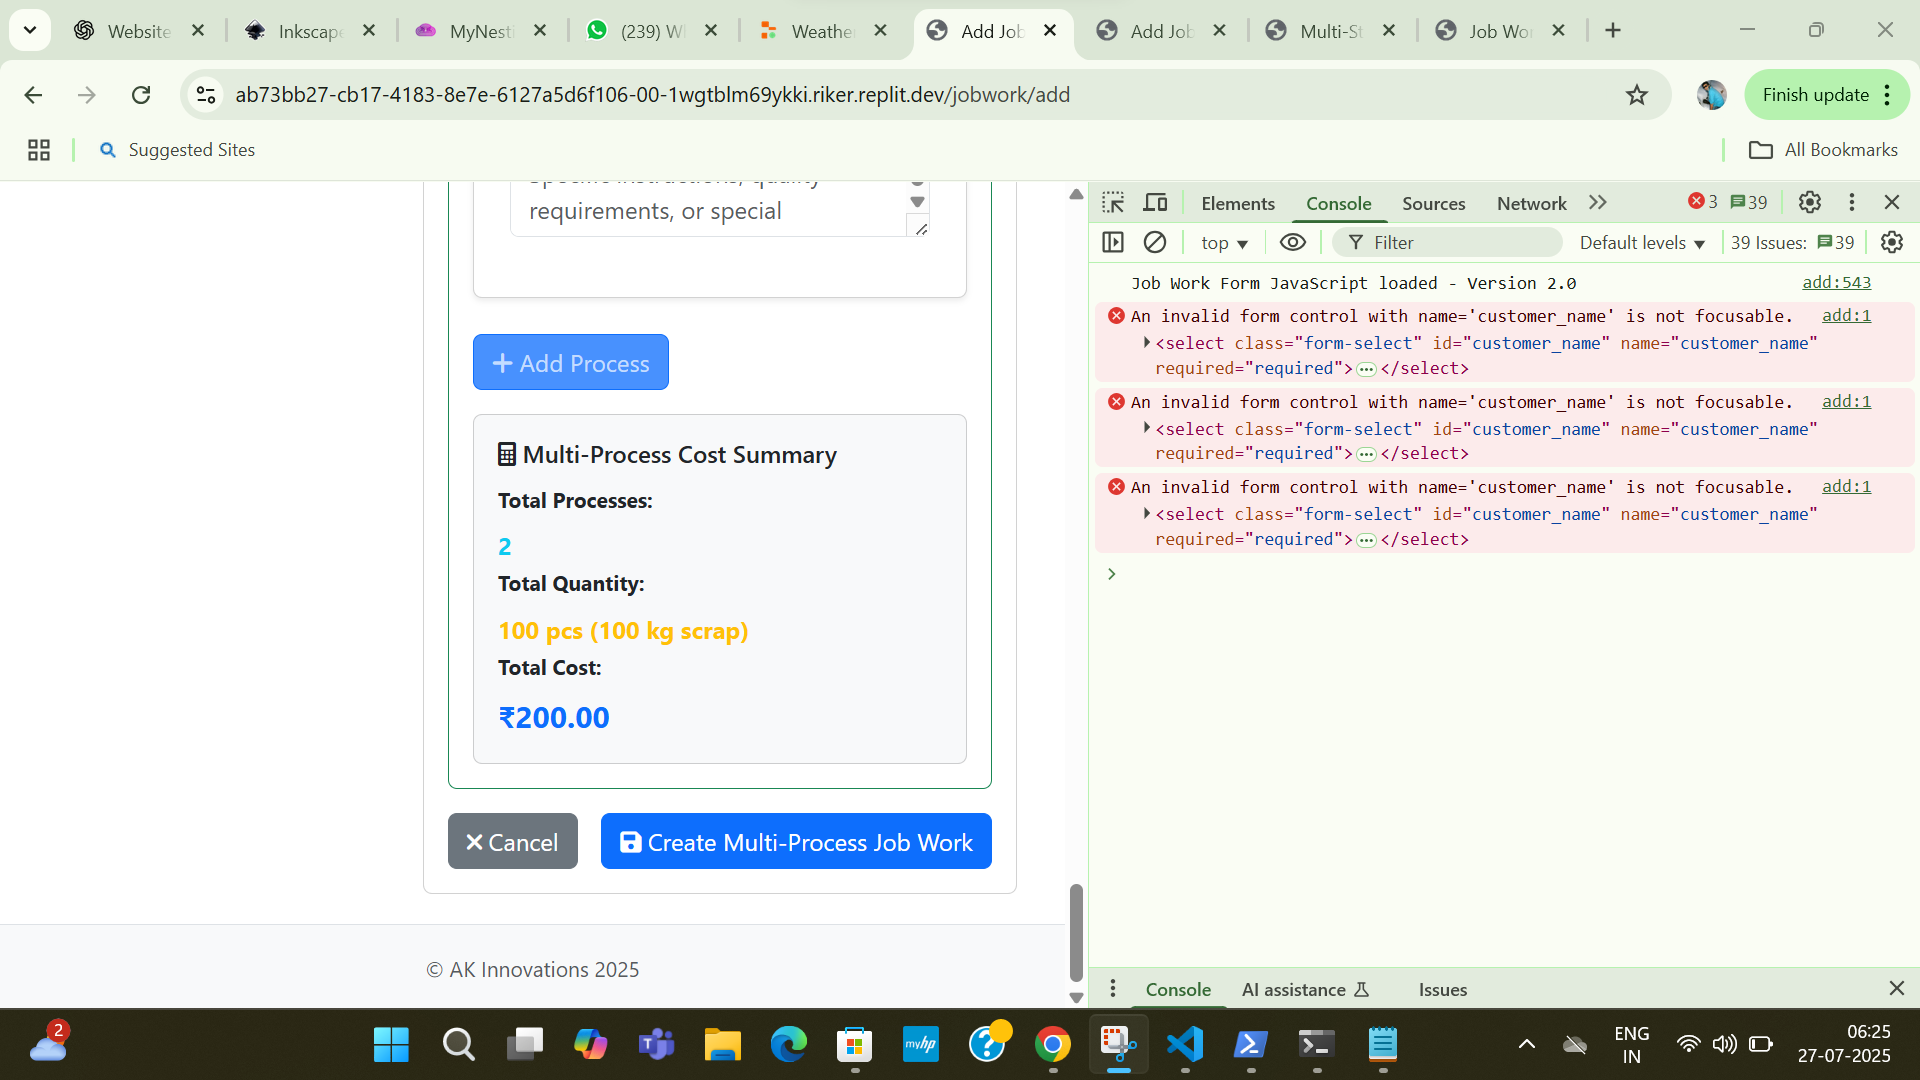 Website
Inkscape
MyNesti
(239) W
Weather
Add Job
Add Job
Multi-St
Job Wor
ab73bb27-cb17-4183-8e7e-6127a5d6f106-00-1wgtblm69ykki.riker.replit.dev/jobwork/add
Finish update
Suggested Sites
All Bookmarks
requirements, or special
Add Process
Multi-Process Cost Summary
Total Processes:
2
Total Quantity:
100 pcs (100 kg scrap)
Total Cost:
₹200.00
Cancel
Create Multi-Process Job Work
© AK Innovations 2025
Elements Console Sources Network 3 39
top Filter Default levels 39 Issues: 39
Job Work Form JavaScript loaded - Version 2.0 add:543
An invalid form control with name='customer_name' is not focusable. add:1
<select class="form-select" id="customer_name" name="customer_name"
required="required">…</select>
An invalid form control with name='customer_name' is not focusable. add:1
<select class="form-select" id="customer_name" name="customer_name"
required="required">…</select>
An invalid form control with name='customer_name' is not focusable. add:1
<select class="form-select" id="customer_name" name="customer_name"
required="required">…</select>
Console AI assistance Issues
2
myhp
ENG
IN
06:25
27-07-2025